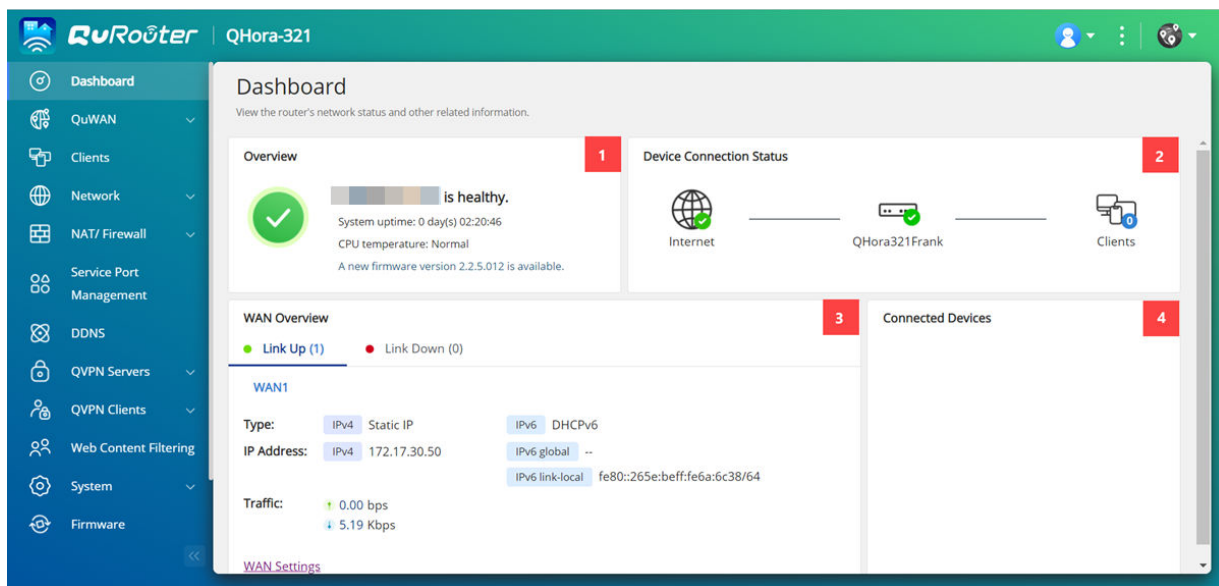 QuRouter | QHora-321
Dashboard
QuWAN
Clients
Network
NAT/ Firewall
Service Port
Management
DDNS
QVPN Servers
QVPN Clients
Web Content Filtering
System
Firmware
Dashboard
View the router's network status and other related information.
Overview
1
is healthy.
System uptime: 0 day(s) 02:20:46
CPU temperature: Normal
A new firmware version 2.2.5.012 is available.
Device Connection Status
2
0
Internet QHora321Frank Clients
WAN Overview
3
Link Up (1) Link Down (0)
WAN1
Type: IPv4 Static IP IPv6 DHCPv6
IP Address: IPv4 172.17.30.50 IPv6 global --
IPv6 link-local fe80::265e:beff:fe6a:6c38/64
Traffic: 0.00 bps
5.19 Kbps
WAN Settings
Connected Devices
4